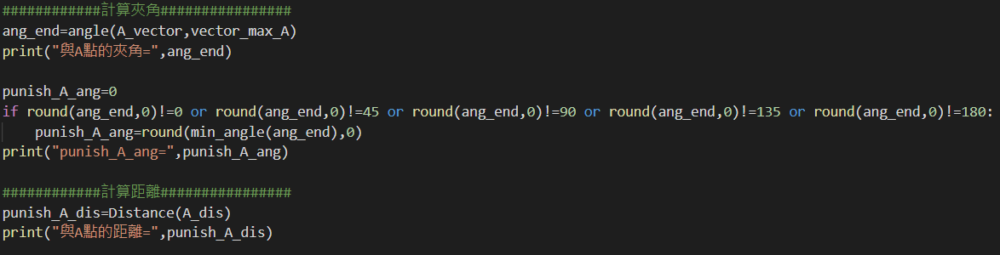 ############計算夾角################
ang_end=angle(A_vector,vector_max_A)
print("與A點的夾角=",ang_end)
punish_A_ang=0
if round(ang_end,0)!=0 or round(ang_end,0)!=45 or round(ang_end,0)!=90 or round(ang_end,0)!=135 or round(ang_end,0)!=180:
    punish_A_ang=round(min_angle(ang_end),0)
print("punish_A_ang=",punish_A_ang)
############計算距離################
punish_A_dis=Distance(A_dis)
print("與A點的距離=",punish_A_dis)